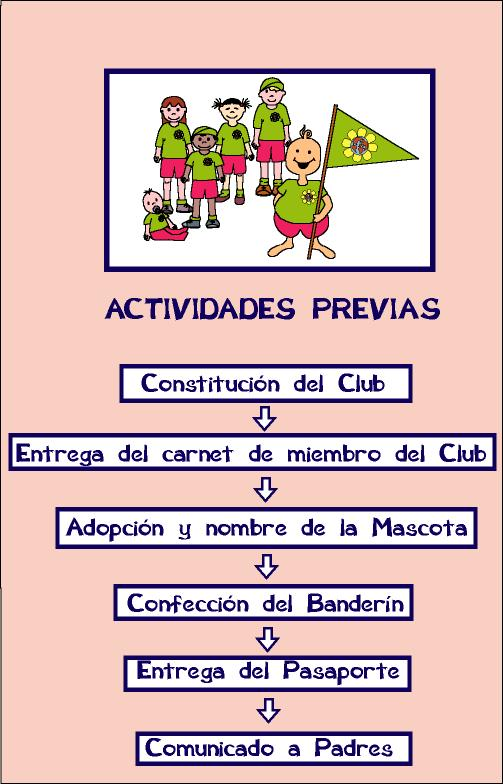 ACTIVIDADES PREVIAS
Constitución del Club
Entrega del carnet de miembro del Club
Adopción y nombre de la Mascota
Confección del Banderín
Entrega del Pasaporte
Comunicado a Padres